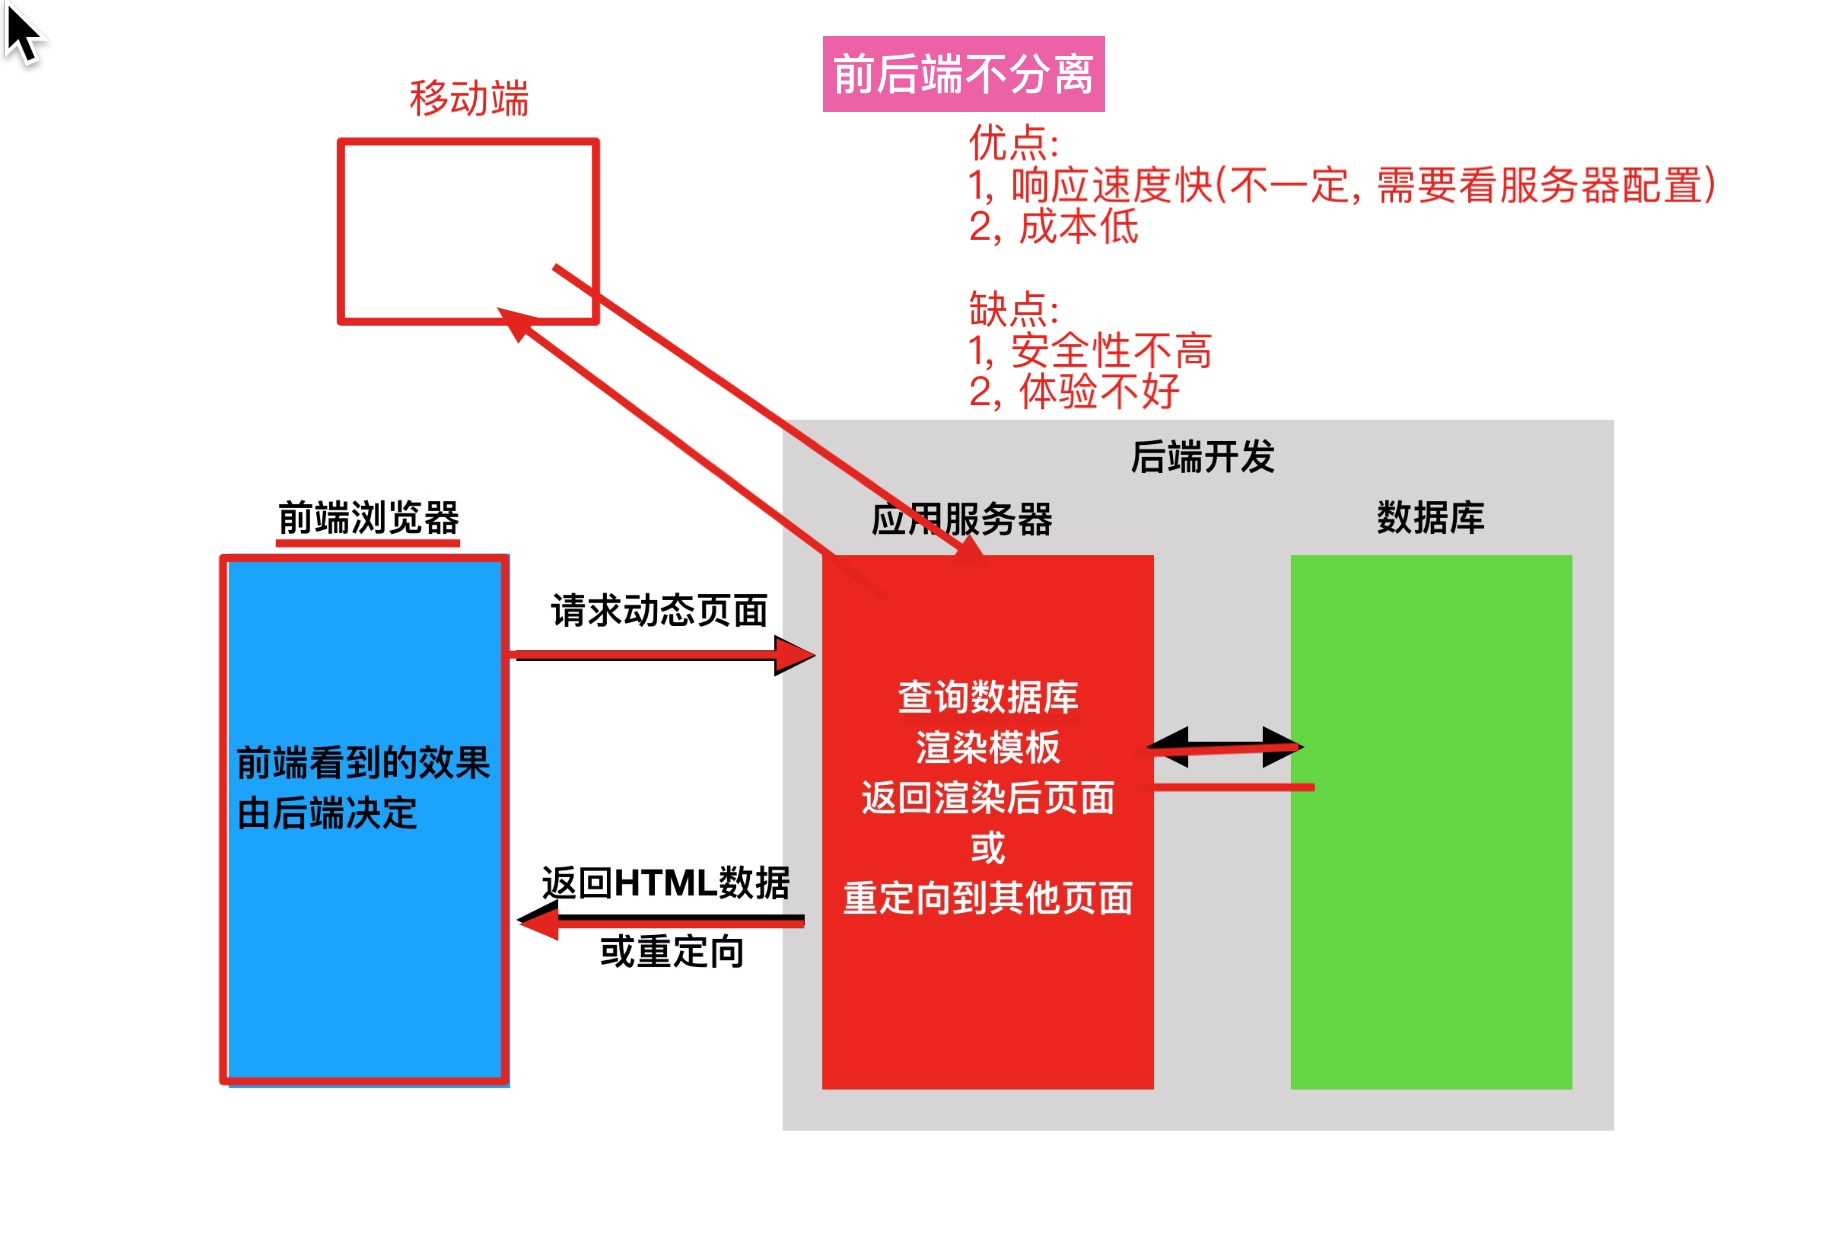 前后端不分离
移动端
优点:
1, 响应速度快(不一定, 需要看服务器配置)
2, 成本低
缺点:
1, 安全性不高
2, 体验不好
后端开发
前端浏览器
应用服务器
数据库
请求动态页面
查询数据库
渲染模板
返回渲染后页面
或
重定向到其他页面
前端看到的效果
由后端决定
返回HTML数据
或重定向